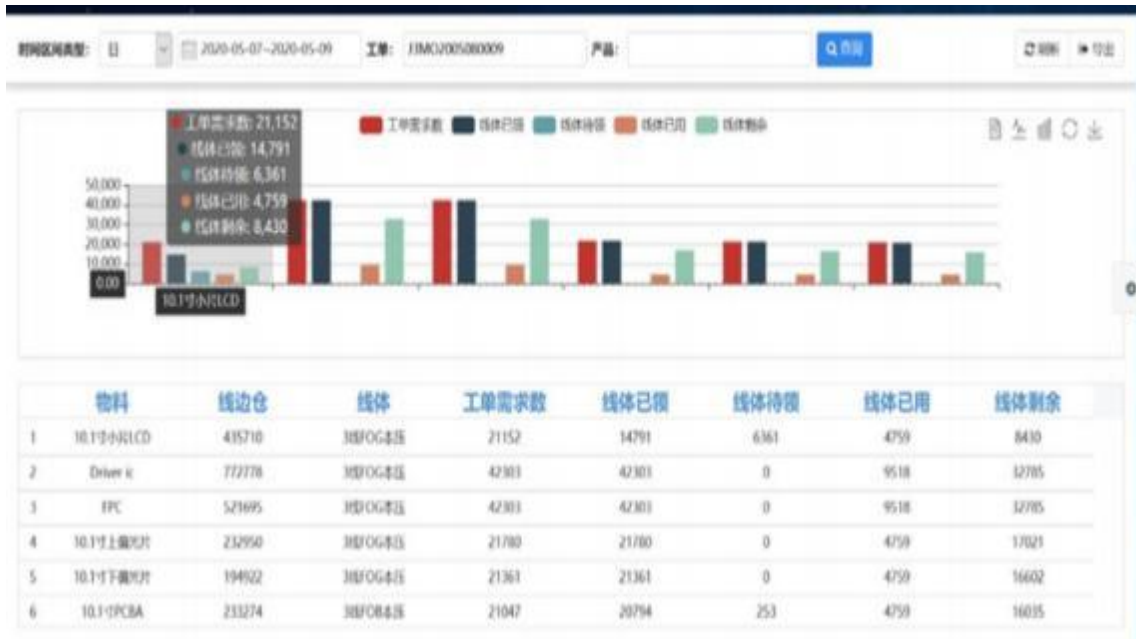 时间区间类型: 日 2020-05-07~2020-05-09 工单: JJMO2005080009 产品: 查询 刷新 导出
工单需求数 线体已领 线体待领 线体已用 线体剩余
工单需求数: 21,152
线体已领: 14,791
线体待领: 6,361
线体已用: 4,759
线体剩余: 8,430
50,000
40,000
30,000
20,000
10,000
0.00
10.1寸小片LCD
物料 线边仓 线体 工单需求数 线体已领 线体待领 线体已用 线体剩余
1 10.1寸小片LCD 435710 3线FOG本压 21152 14791 6361 4759 8430
2 Driver ic 772778 3线FOG本压 42303 42303 0 9518 32785
3 FPC 521695 3线FOG本压 42303 42303 0 9518 32785
4 10.1寸上偏光片 232950 3线FOG本压 21780 21780 0 4759 17021
5 10.1寸下偏光片 194922 3线FOG本压 21361 21361 0 4759 16602
6 10.1寸PCBA 233274 3线FOB本压 21047 20794 253 4759 16035